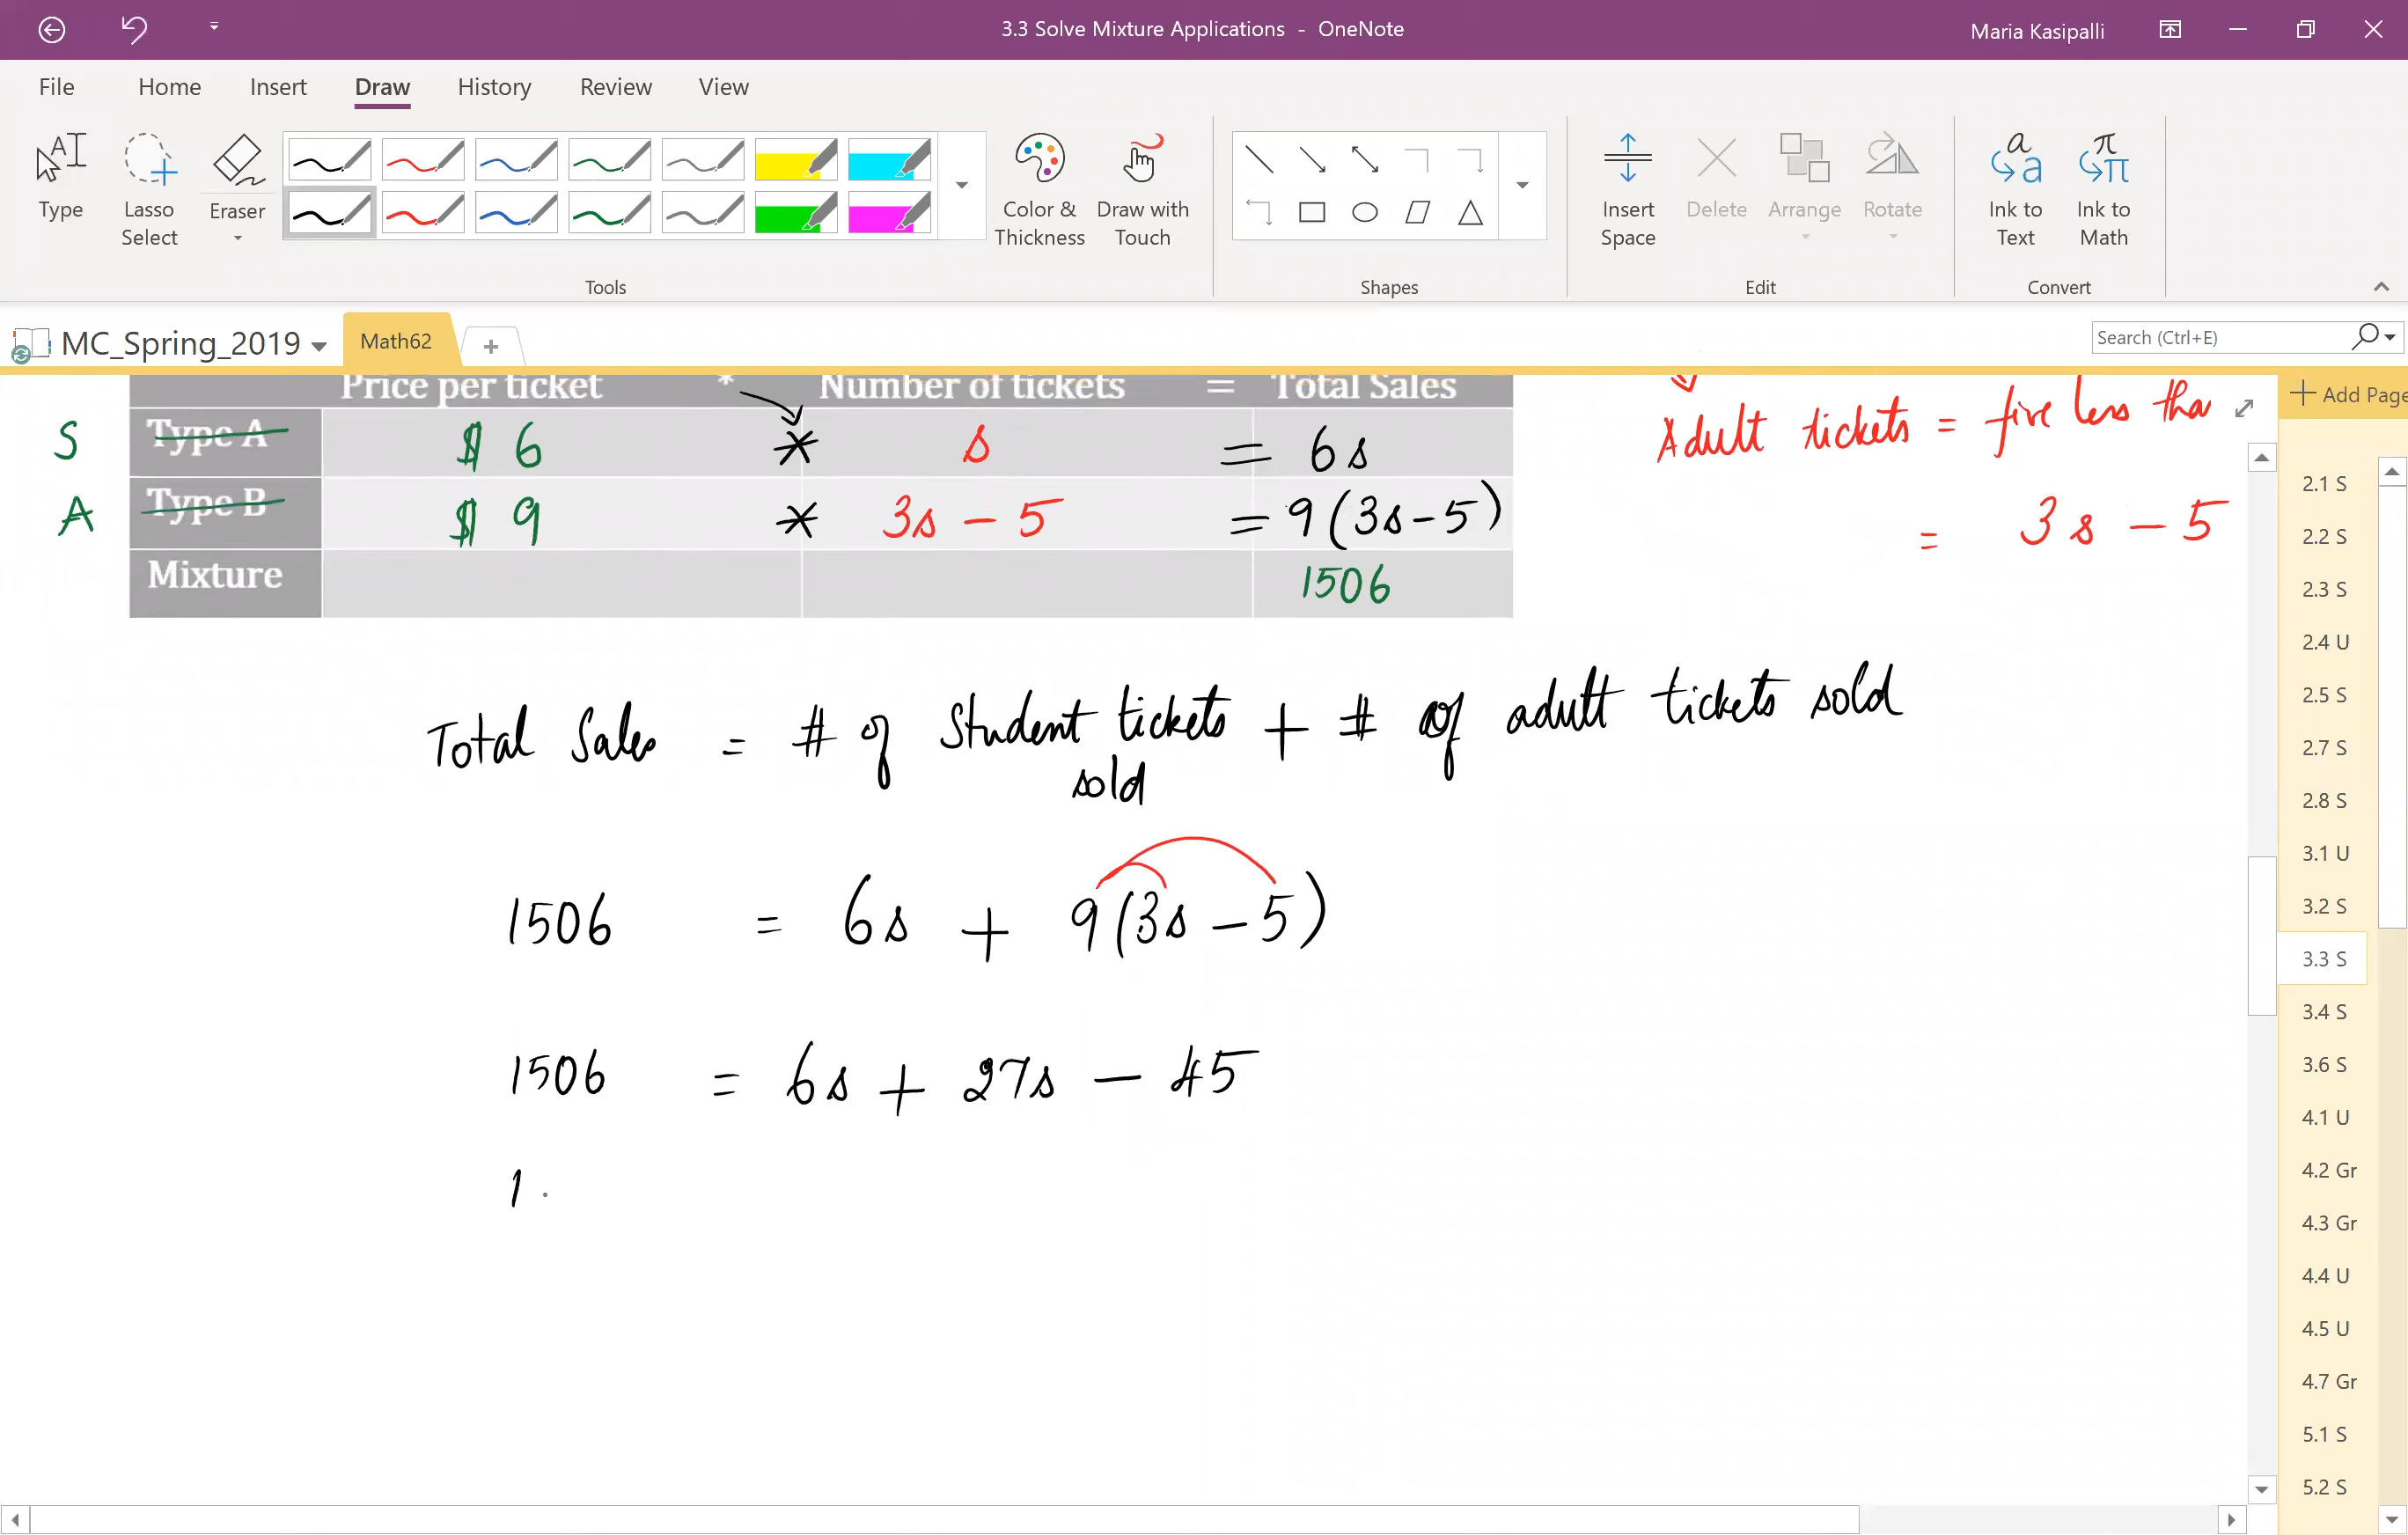 3.3 Solve Mixture Applications - OneNote
Maria Kasipalli
File Home Insert Draw History Review View
Type
Lasso Select
Eraser
Color & Thickness
Draw with Touch
Insert Space
Delete
Arrange
Rotate
Ink to Text
Ink to Math
Tools
Shapes
Edit
Convert
MC_Spring_2019
Math62
Search (Ctrl+E)
Add Page
Price per ticket * Number of tickets = Total Sales
S Type A $ 6 * s = 6s
A Type B $ 9 * 3s - 5 = 9(3s-5)
Mixture 1506
Adult tickets = five less tha
= 3s - 5
Total Sales = # of Student tickets + # of adult tickets sold
sold
1506 = 6s + 9(3s-5)
1506 = 6s + 27s - 45
1
2.1 S
2.2 S
2.3 S
2.4 U
2.5 S
2.7 S
2.8 S
3.1 U
3.2 S
3.3 S
3.4 S
3.6 S
4.1 U
4.2 Gr
4.3 Gr
4.4 U
4.5 U
4.7 Gr
5.1 S
5.2 S